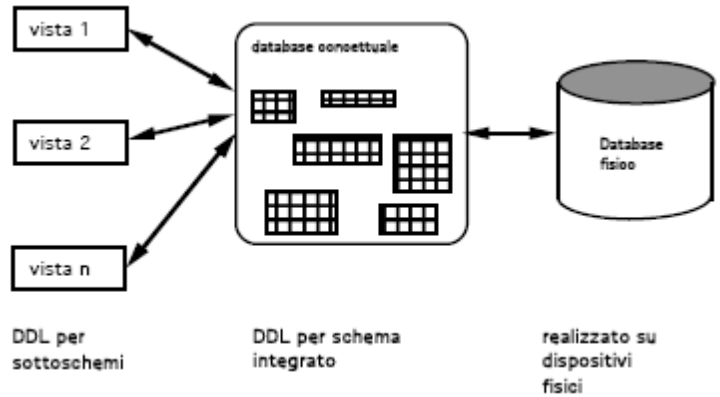 vista 1
vista 2
vista n
database concettuale
Database
fisico
DDL per
sottoschemi
DDL per schema
integrato
realizzato su
dispositivi
fisici